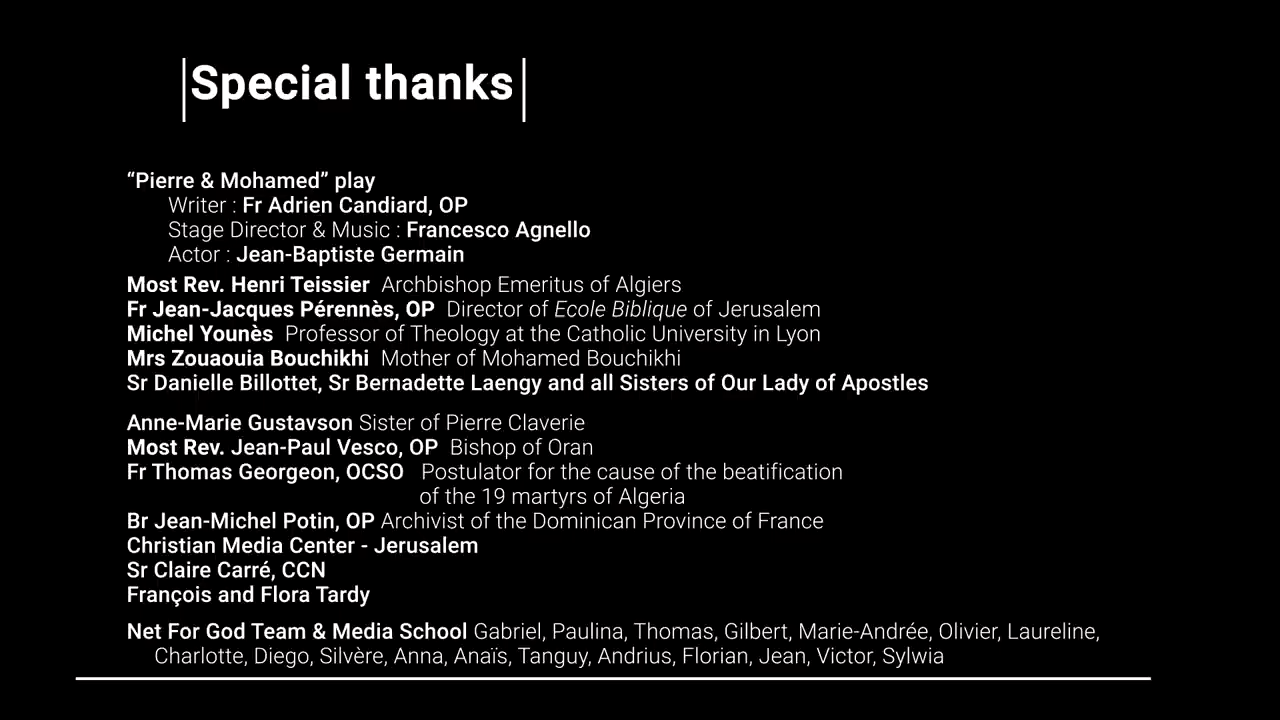 Special thanks
“Pierre & Mohamed” play
Writer : Fr Adrien Candiard, OP
Stage Director & Music : Francesco Agnello
Actor : Jean-Baptiste Germain
Most Rev. Henri Teissier Archbishop Emeritus of Algiers
Fr Jean-Jacques Pérennès, OP Director of Ecole Biblique of Jerusalem
Michel Younès Professor of Theology at the Catholic University in Lyon
Mrs Zouaouia Bouchikhi Mother of Mohamed Bouchikhi
Sr Danielle Billottet, Sr Bernadette Laengy and all Sisters of Our Lady of Apostles
Anne-Marie Gustavson Sister of Pierre Claverie
Most Rev. Jean-Paul Vesco, OP Bishop of Oran
Fr Thomas Georgeon, OCSO Postulator for the cause of the beatification
of the 19 martyrs of Algeria
Br Jean-Michel Potin, OP Archivist of the Dominican Province of France
Christian Media Center - Jerusalem
Sr Claire Carré, CCN
François and Flora Tardy
Net For God Team & Media School Gabriel, Paulina, Thomas, Gilbert, Marie-Andrée, Olivier, Laureline,
Charlotte, Diego, Silvère, Anna, Anaïs, Tanguy, Andrius, Florian, Jean, Victor, Sylwia